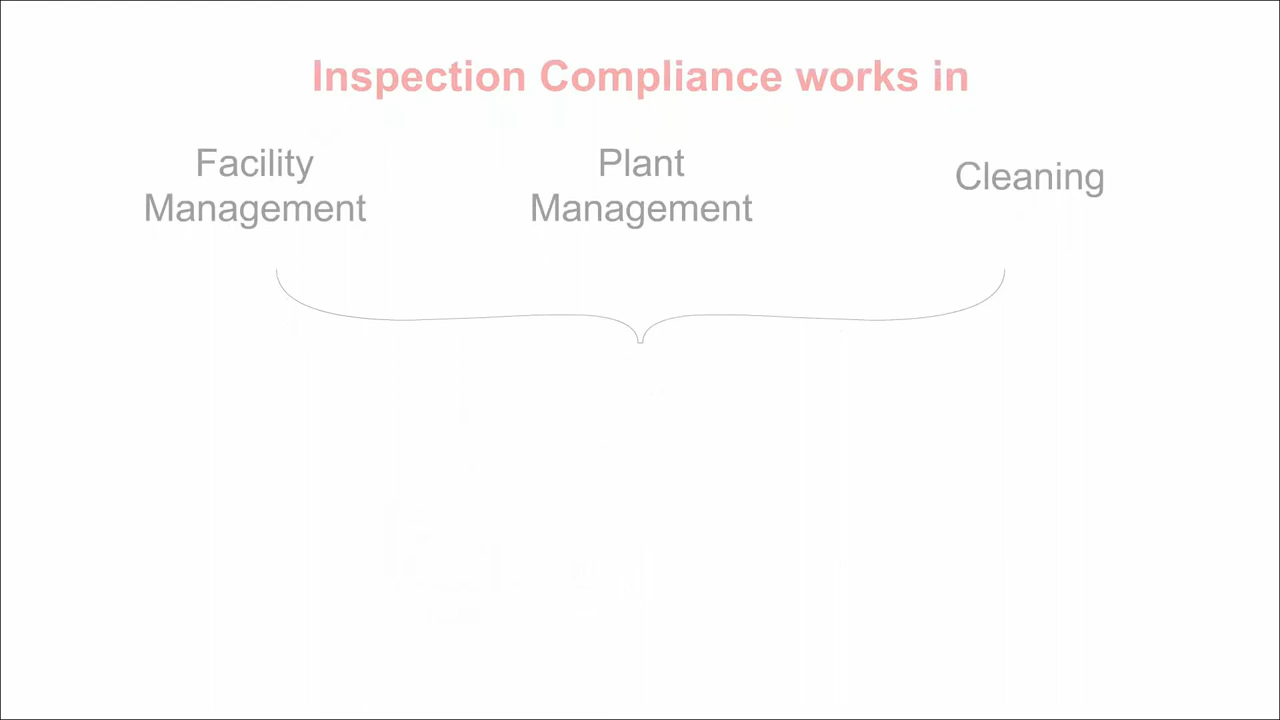 Inspection Compliance works in
Facility
Management
Plant
Management
Cleaning